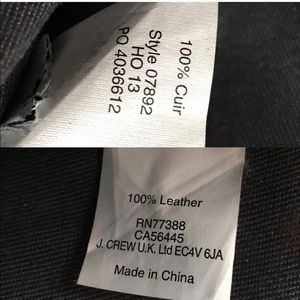 100% Cuir
Style 07892
HO 13
PO 4036612
100% Leather
RN77388
CA56445
J. CREW U.K. Ltd EC4V 6JA
Made in China